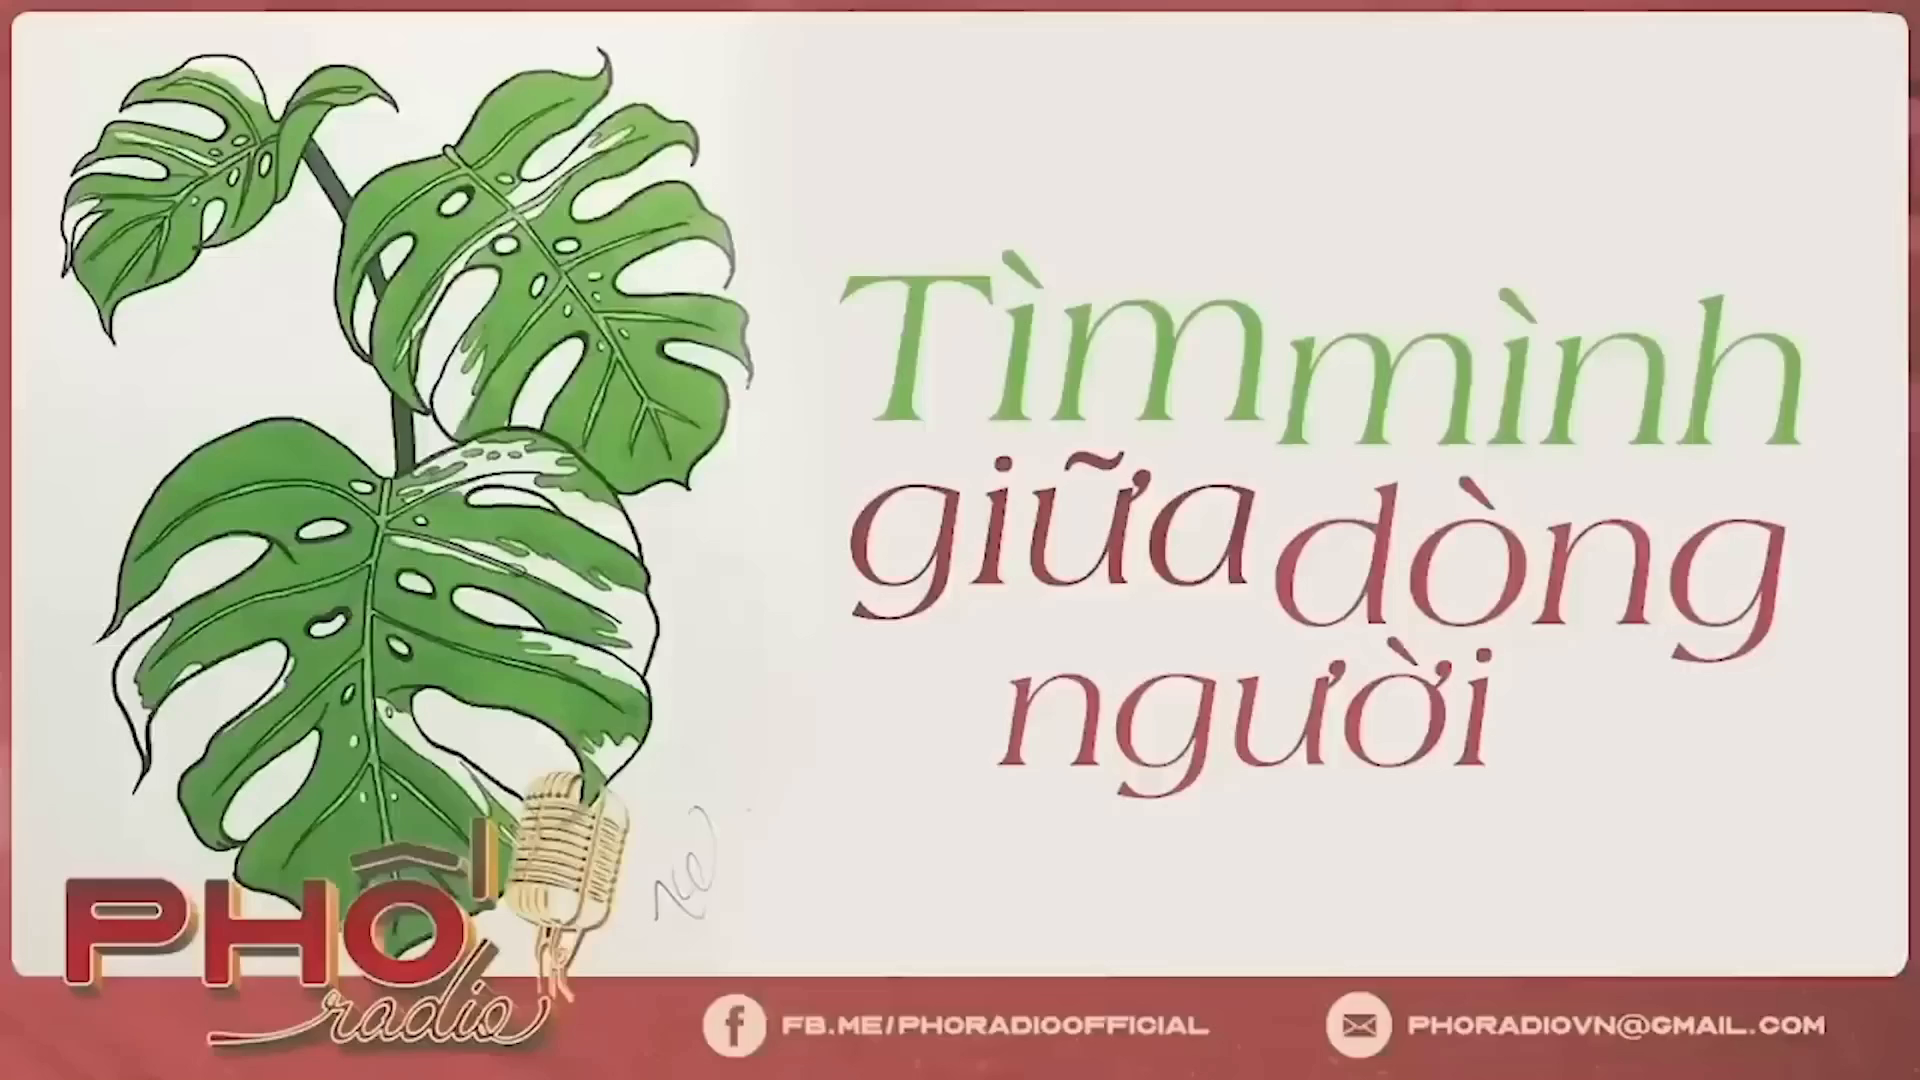 Tìm mình
giữa dòng
người
PHỐ
radio
FB.ME/PHORADIOOFFICIAL
PHORADIOVN@GMAIL.COM